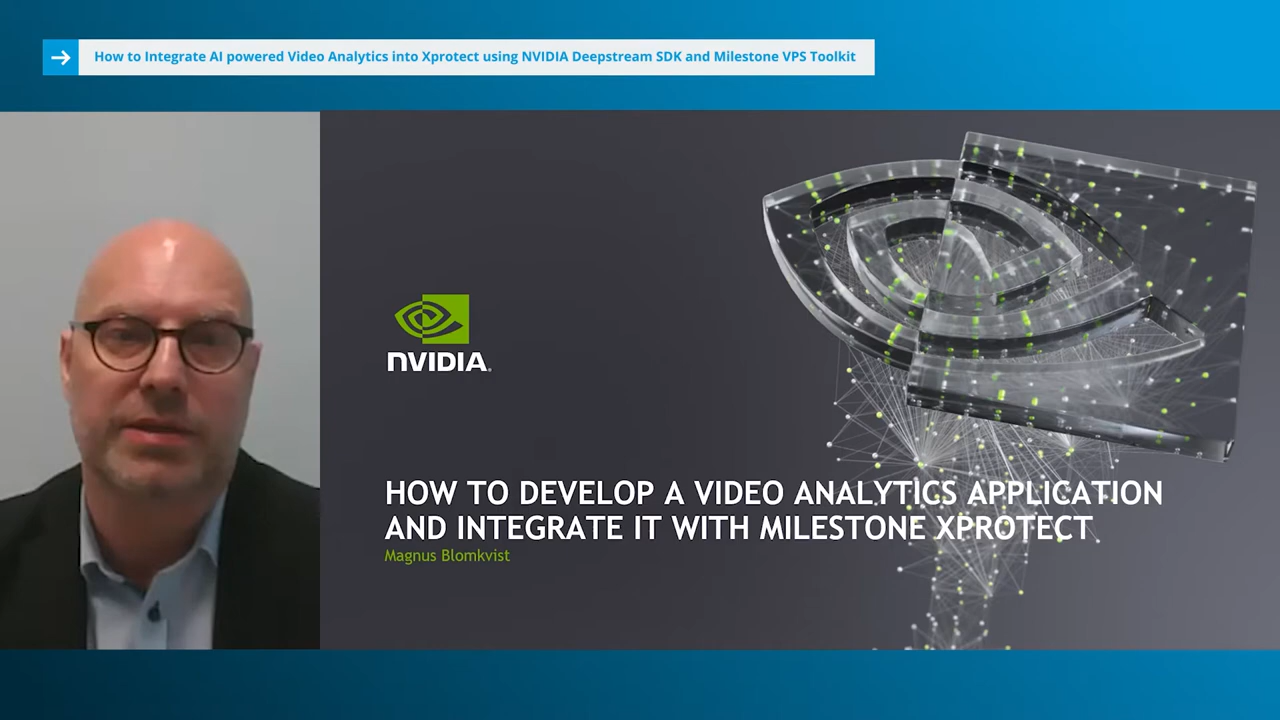 How to Integrate AI powered Video Analytics into Xprotect using NVIDIA Deepstream SDK and Milestone VPS Toolkit
NVIDIA.
HOW TO DEVELOP A VIDEO ANALYTICS APPLICATION
AND INTEGRATE IT WITH MILESTONE XPROTECT
Magnus Blomkvist